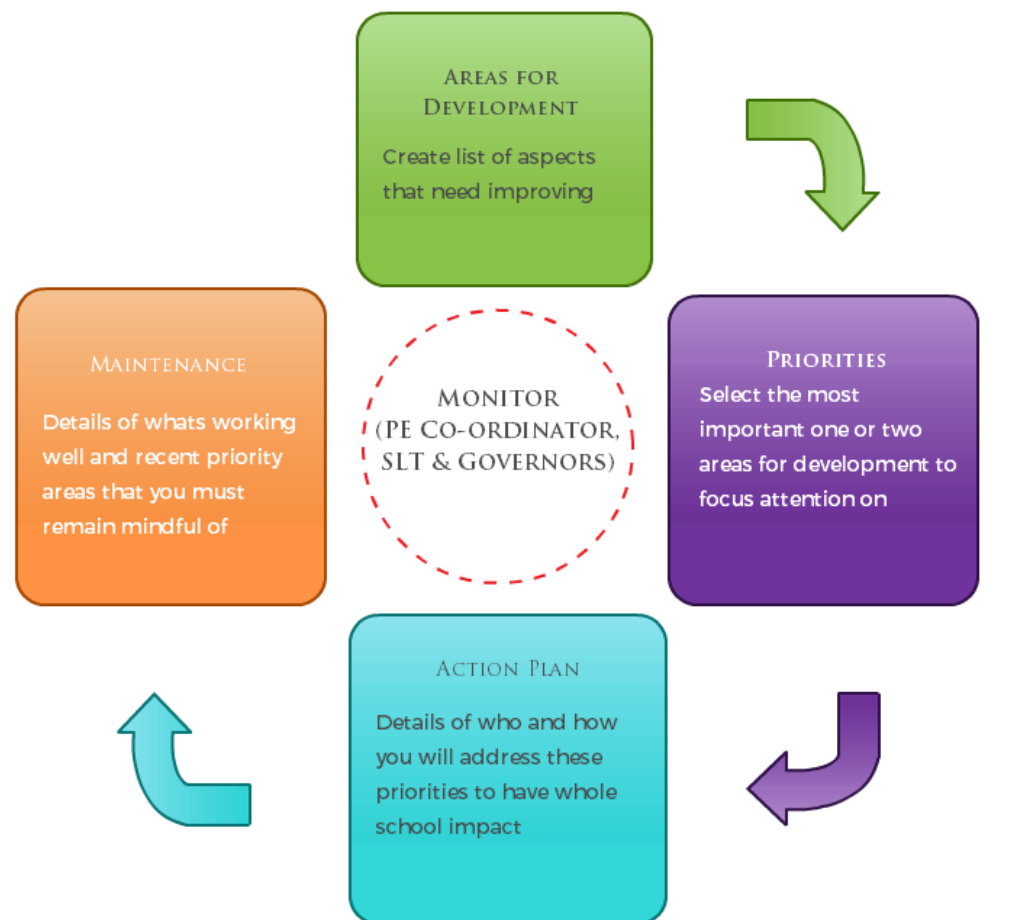 Areas for
Development
Create list of aspects
that need improving
Priorities
Select the most
important one or two
areas for development to
focus attention on
Action Plan
Details of who and how
you will address these
priorities to have whole
school impact
Maintenance
Details of whats working
well and recent priority
areas that you must
remain mindful of
Monitor
(PE Co-ordinator,
SLT & Governors)